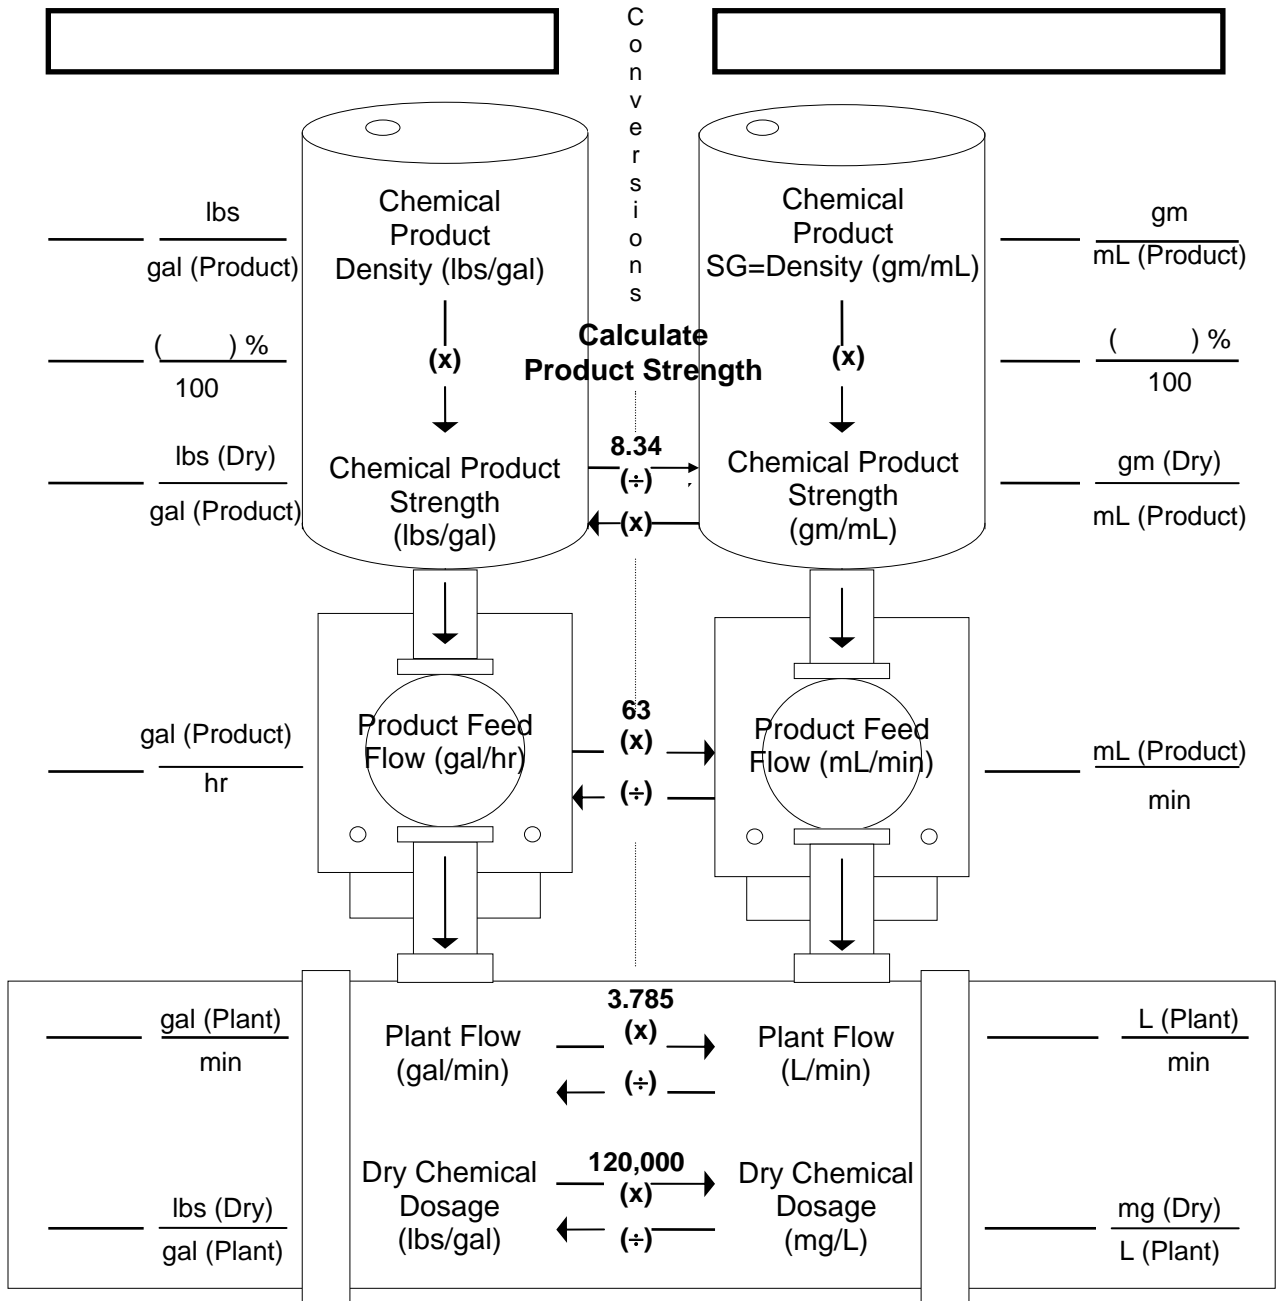 C
o
n
v
e
r
s
i
o
n
s
lbs
gal (Product)
Chemical
Product
Density (lbs/gal)
Chemical
Product
SG=Density (gm/mL)
gm
mL (Product)
( ) %
100
(x)
Calculate
Product Strength
(x)
( ) %
100
lbs (Dry)
gal (Product)
Chemical Product
Strength
(lbs/gal)
8.34
(÷)
(x)
Chemical Product
Strength
(gm/mL)
gm (Dry)
mL (Product)
gal (Product)
hr
Product Feed
Flow (gal/hr)
63
(x)
(÷)
Product Feed
Flow (mL/min)
mL (Product)
min
gal (Plant)
min
Plant Flow
(gal/min)
3.785
(x)
(÷)
Plant Flow
(L/min)
L (Plant)
min
lbs (Dry)
gal (Plant)
Dry Chemical
Dosage
(lbs/gal)
120,000
(x)
(÷)
Dry Chemical
Dosage
(mg/L)
mg (Dry)
L (Plant)